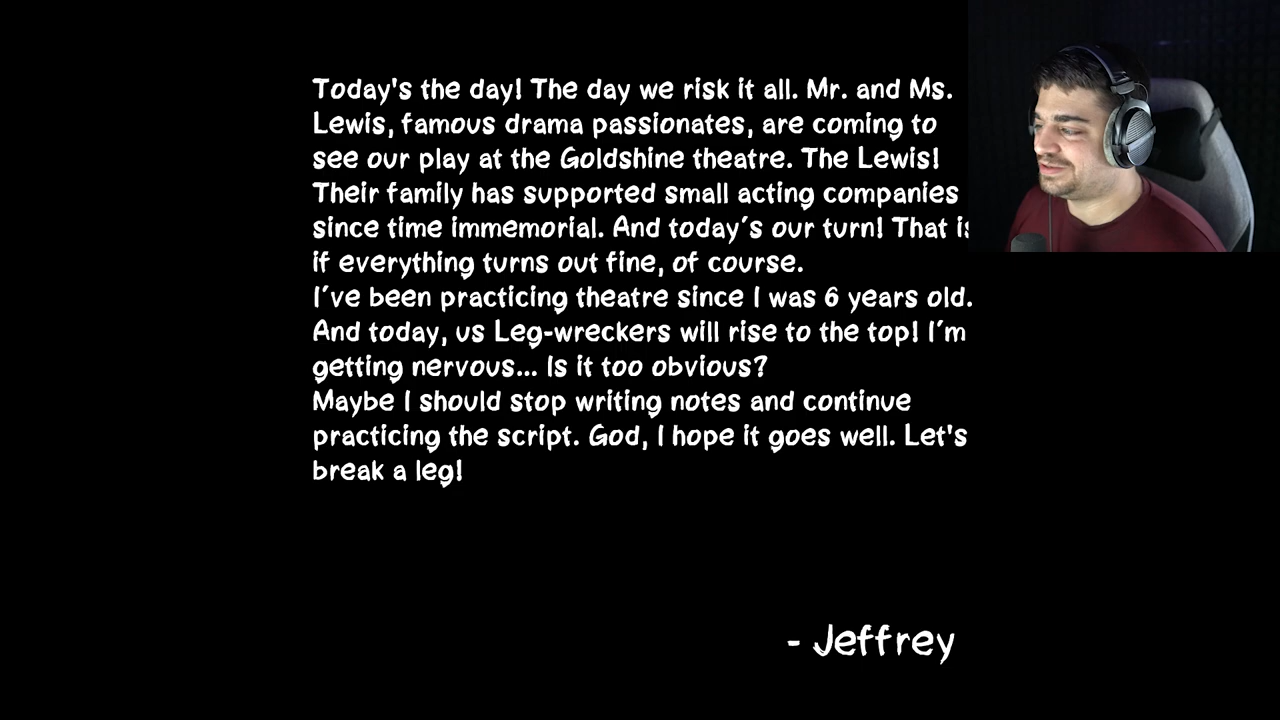 Today's the day! The day we risk it all. Mr. and Ms.
Lewis, famous drama passionates, are coming to
see our play at the Goldshine theatre. The Lewis!
Their family has supported small acting companies
since time immemorial. And today´s our turn! That is
if everything turns out fine, of course.
I´ve been practicing theatre since I was 6 years old.
And today, us Leg-wreckers will rise to the top! I´m
getting nervous... Is it too obvious?
Maybe I should stop writing notes and continue
practicing the script. God, I hope it goes well. Let's
break a leg!
- Jeffrey